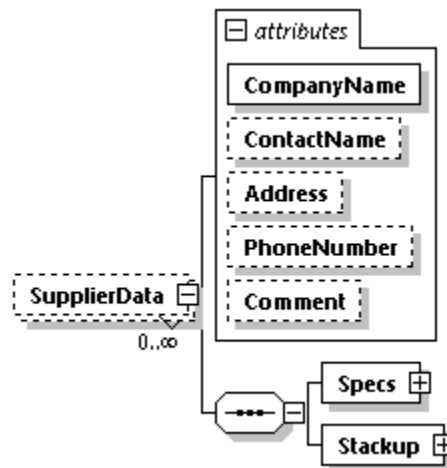 attributes
CompanyName
ContactName
Address
PhoneNumber
SupplierData
Comment
0..∞
Specs
Stackup